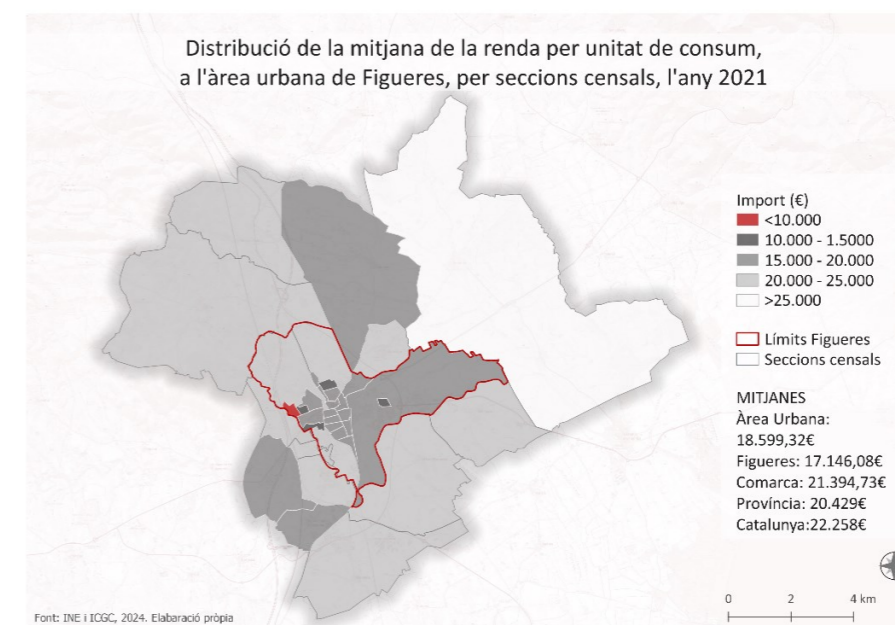 Distribució de la mitjana de la renda per unitat de consum,
a l'àrea urbana de Figueres, per seccions censals, l'any 2021
Import (€)
<10.000
10.000 - 1.5000
15.000 - 20.000
20.000 - 25.000
>25.000
Límits Figueres
Seccions censals
MITJANES
Àrea Urbana:
18.599,32€
Figueres: 17.146,08€
Comarca: 21.394,73€
Província: 20.429€
Catalunya:22.258€
0 2 4 km
Font: INE i ICGC, 2024. Elaboració pròpia